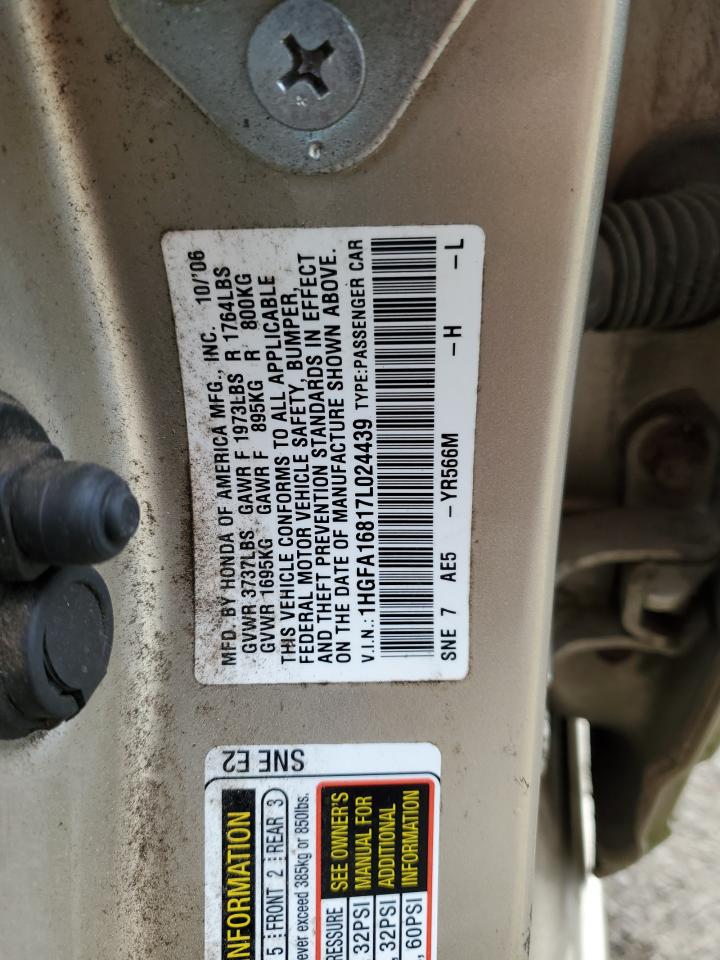 MFD. BY HONDA OF AMERICA MFG., INC. 10/'06
GVWR 3737LBS GAWR F 1973LBS R 1764LBS
GVWR 1695KG GAWR F 895KG R 800KG
THIS VEHICLE CONFORMS TO ALL APPLICABLE
FEDERAL MOTOR VEHICLE SAFETY, BUMPER,
AND THEFT PREVENTION STANDARDS IN EFFECT
ON THE DATE OF MANUFACTURE SHOWN ABOVE.
V.I.N.: 1HGFA16817L024439 TYPE:PASSENGER CAR
SNE 7 AE5 -YR566M -H -L
SNE E2
INFORMATION
5 FRONT 2 REAR 3
never exceed 385kg or 850lbs.
SEE OWNER'S
MANUAL FOR
ADDITIONAL
INFORMATION
PRESSURE
, 32PSI
, 32PSI
, 60PSI